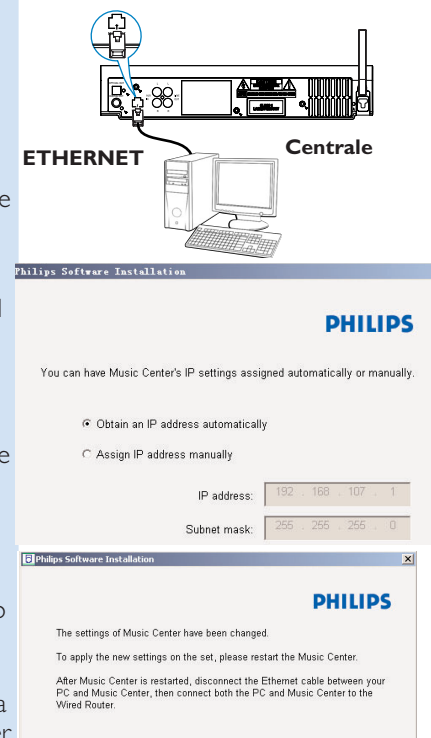 ETHERNET
Centrale
e
Philips Software Installation
PHILIPS
You can have Music Center's IP settings assigned automatically or manually.
Obtain an IP address automatically
Assign IP address manually
e
IP address: 192 . 168 . 107 . 1
Subnet mask: 255 . 255 . 255 . 0
Philips Software Installation
PHILIPS
The settings of Music Center have been changed.
To apply the new settings on the set, please restart the Music Center.
After Music Center is restarted, disconnect the Ethernet cable between your
PC and Music Center, then connect both the PC and Music Center to the
Wired Router.
a
er